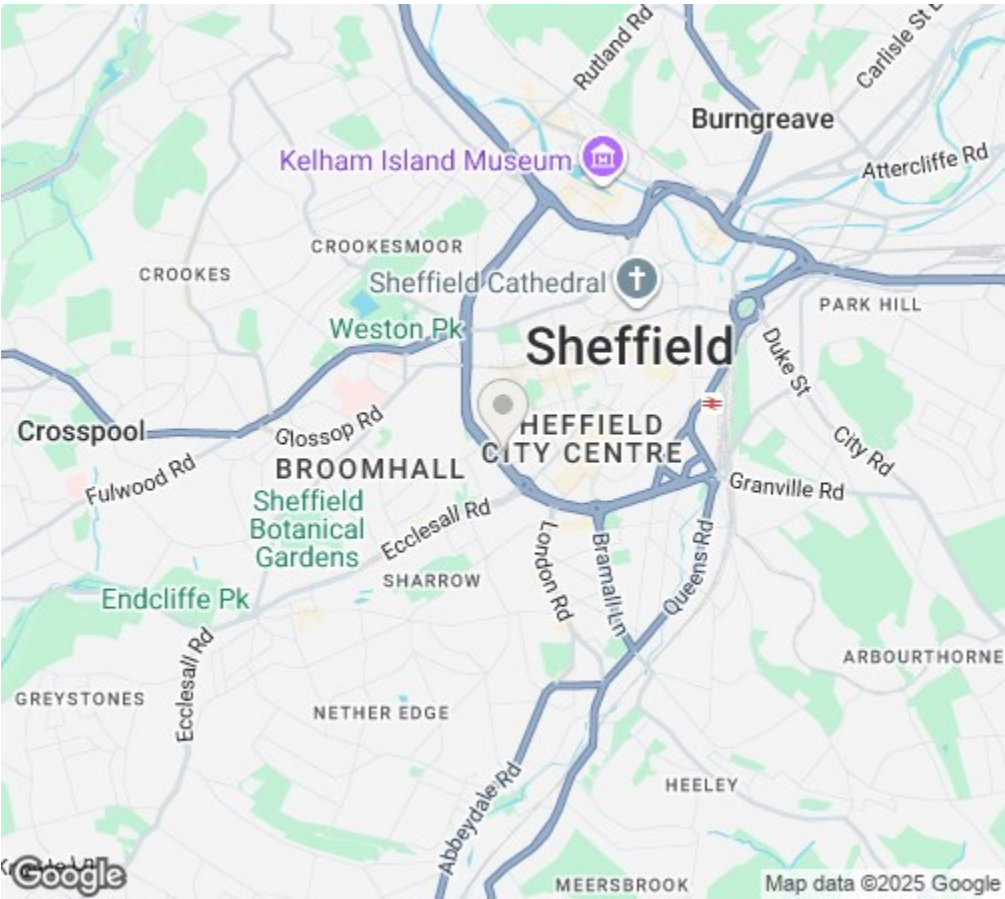 Rutland Rd
Carlisle St
Burngreave
Kelham Island Museum
Attercliffe Rd
CROOKESMOOR
CROOKES
Sheffield Cathedral
PARK HILL
Weston Pk
Sheffield
Duke St
Crosspool
Glossop Rd
HEFFIELD
CITY CENTRE
City Rd
Fulwood Rd
BROOMHALL
Granville Rd
Sheffield
Botanical
Gardens
Ecclesall Rd
London Rd
Bramall Ln
Queens Rd
SHARROW
Endcliffe Pk
Ecclesall Rd
ARBOURTHORNE
GREYSTONES
NETHER EDGE
HEELEY
Abbeydale Rd
Google
MEERSBROOK
Map data ©2025 Google